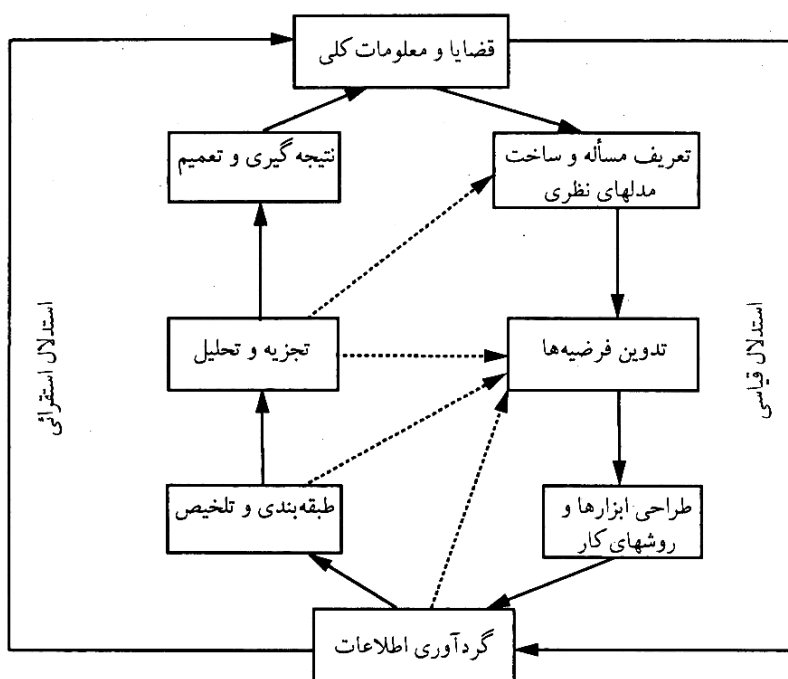 قضایا و معلومات کلی
تعریف مسأله و ساخت
مدلهای نظری
نتیجه گیری و تعمیم
تدوین فرضیه‌ها
تجزیه و تحلیل
استدلال قیاسی
استدلال استقرائی
طراحی ابزارها و
روشهای کار
طبقه‌بندی و تلخیص
گردآوری اطلاعات